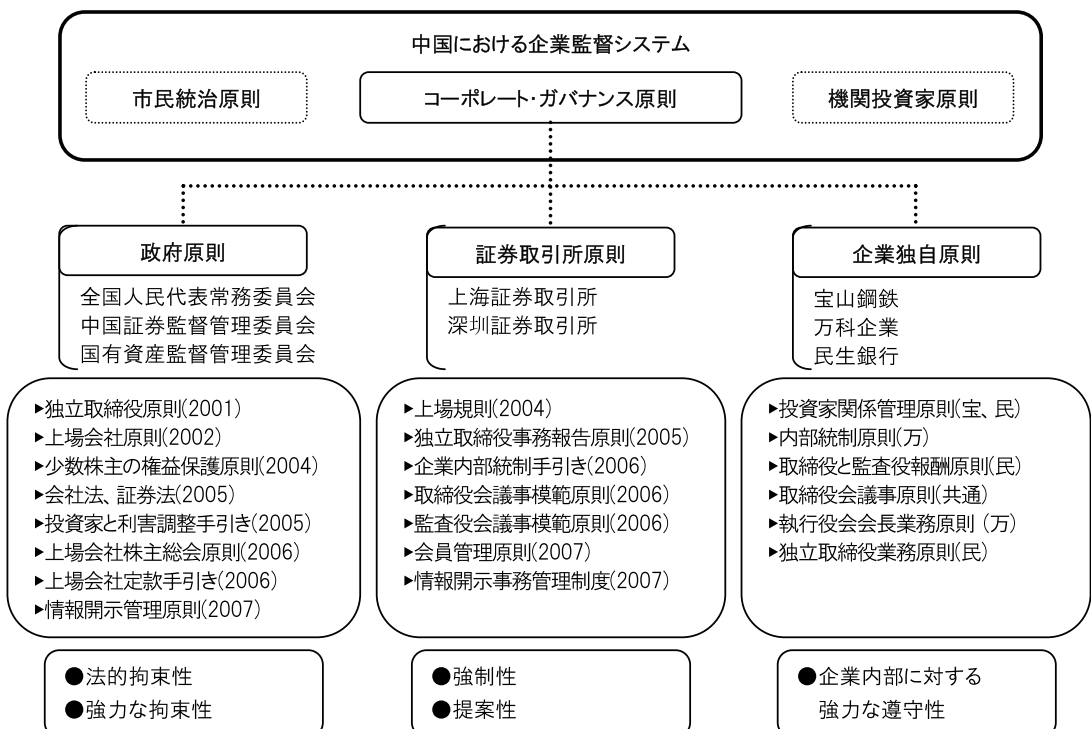 中国における企業監督システム
市民統治原則
コーポレート・ガバナンス原則
機関投資家原則
政府原則
全国人民代表常務委員会
中国証券監督管理委員会
国有資産監督管理委員会
▶独立取締役原則(2001)
▶上場会社原則(2002)
▶少数株主の権益保護原則(2004)
▶会社法、証券法(2005)
▶投資家と利害調整手引き(2005)
▶上場会社株主総会原則(2006)
▶上場会社定款手引き(2006)
▶情報開示管理原則(2007)
●法的拘束性
●強力な拘束性
証券取引所原則
上海証券取引所
深圳証券取引所
▶上場規則(2004)
▶独立取締役事務報告原則(2005)
▶企業内部統制手引き(2006)
▶取締役会議事模範原則(2006)
▶監査役会議事模範原則(2006)
▶会員管理原則(2007)
▶情報開示事務管理制度(2007)
●強制性
●提案性
企業独自原則
宝山鋼鉄
万科企業
民生銀行
▶投資家関係管理原則(宝、民)
▶内部統制原則(万)
▶取締役と監査役報酬原則(民)
▶取締役会議事原則(共通)
▶執行役会会長業務原則 (万)
▶独立取締役業務原則(民)
●企業内部に対する
強力な遵守性